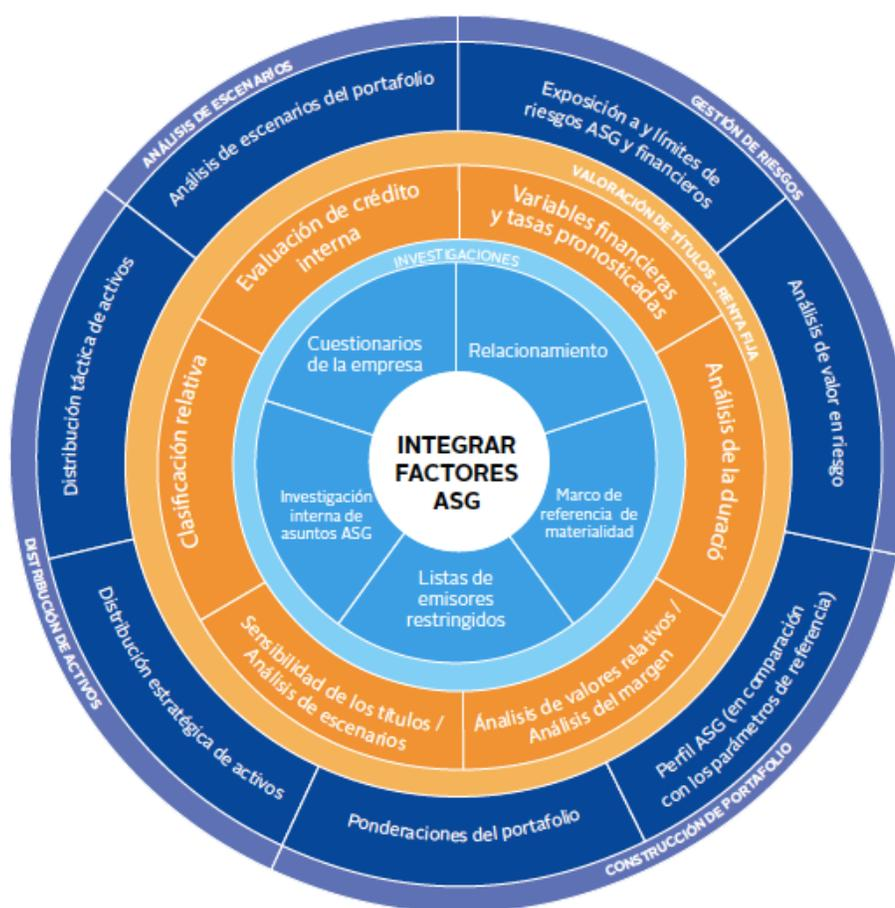 ANÁLISIS DE ESCENARIOS
Análisis de escenarios del portafolio
GESTIÓN DE RIESGOS
Exposición a y límites de
riesgos ASG y financieros
Análisis de valor en riesgo
CONSTRUCCIÓN DE PORTAFOLIO
Perfil ASG (en comparación
con los parámetros de referencia)
Ponderaciones del portafolio
DISTRIBUCIÓN DE ACTIVOS
Distribución estratégica de activos
Distribución táctica de activos
VALORACIÓN DE TÍTULOS - RENTA FIJA
Evaluación de crédito
interna
Variables financieras
y tasas pronosticadas
Análisis de la duració
Análisis de valores relativos /
Análisis del margen
Sensibilidad de los títulos /
Análisis de escenarios
Clasificación relativa
INVESTIGACIONES
Cuestionarios
de la empresa
Relacionamiento
Marco de
referencia de
materialidad
Listas de
emisores
restringidos
Investigación
interna de
asuntos ASG
INTEGRAR
FACTORES
ASG